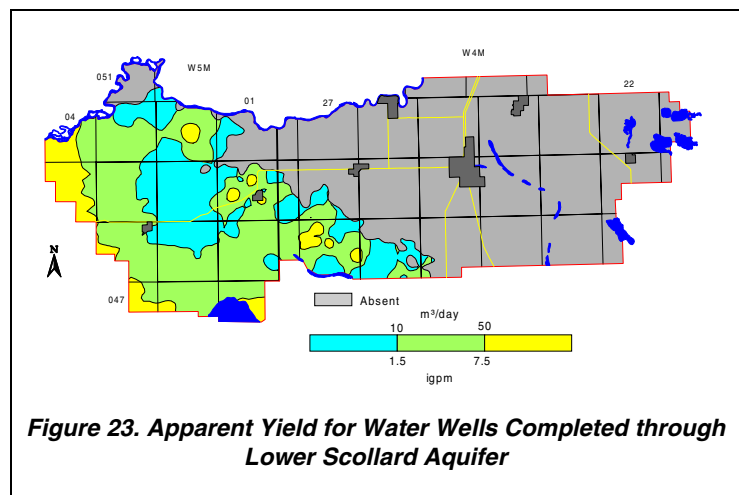 W4M
051
W5M
22
01
27
04
N
047
Absent
m³/day
10
50
1.5
7.5
igpm
Figure 23. Apparent Yield for Water Wells Completed through
Lower Scollard Aquifer